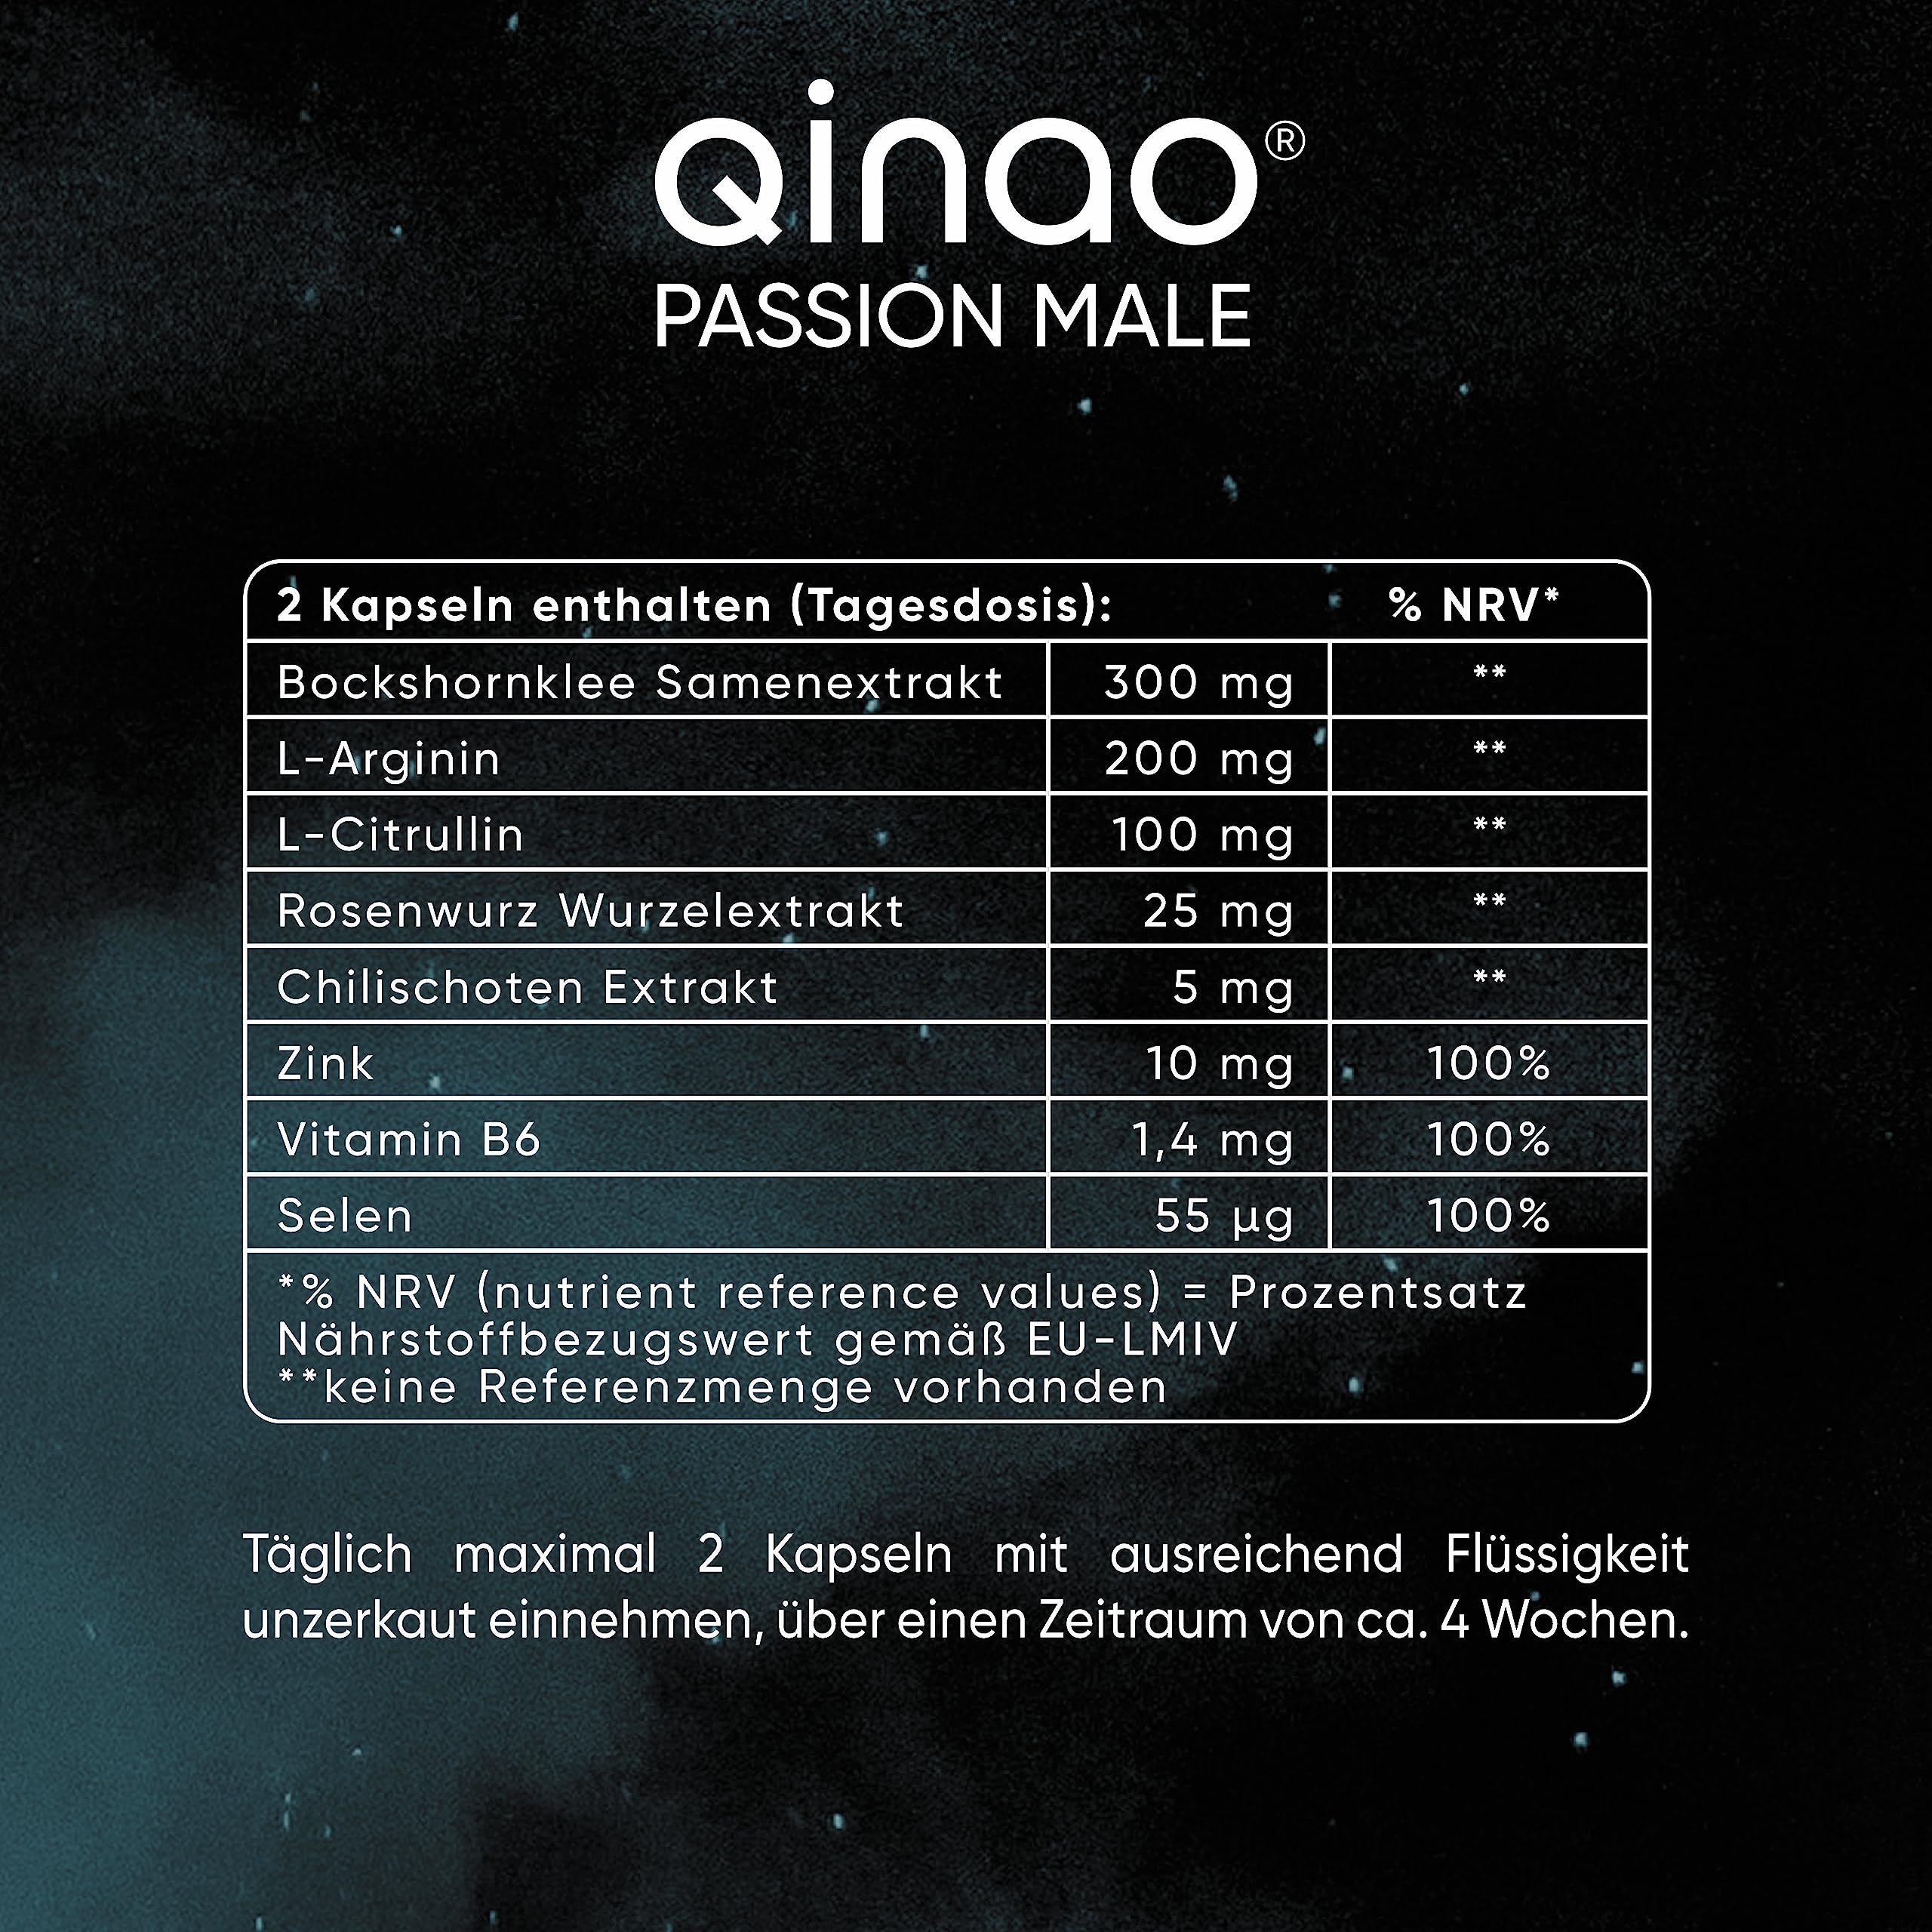 Qinao®
PASSION MALE
2 Kapseln enthalten (Tagesdosis): % NRV*
Bockshornklee Samenextrakt 300 mg **
L-Arginin 200 mg **
L-Citrullin 100 mg **
Rosenwurz Wurzelextrakt 25 mg **
Chilischoten Extrakt 5 mg **
Zink 10 mg 100%
Vitamin B6 1,4 mg 100%
Selen 55 µg 100%
*% NRV (nutrient reference values) = Prozentsatz
Nährstoffbezugswert gemäß EU-LMIV
**keine Referenzmenge vorhanden
Täglich maximal 2 Kapseln mit ausreichend Flüssigkeit
unzerkaut einnehmen, über einen Zeitraum von ca. 4 Wochen.